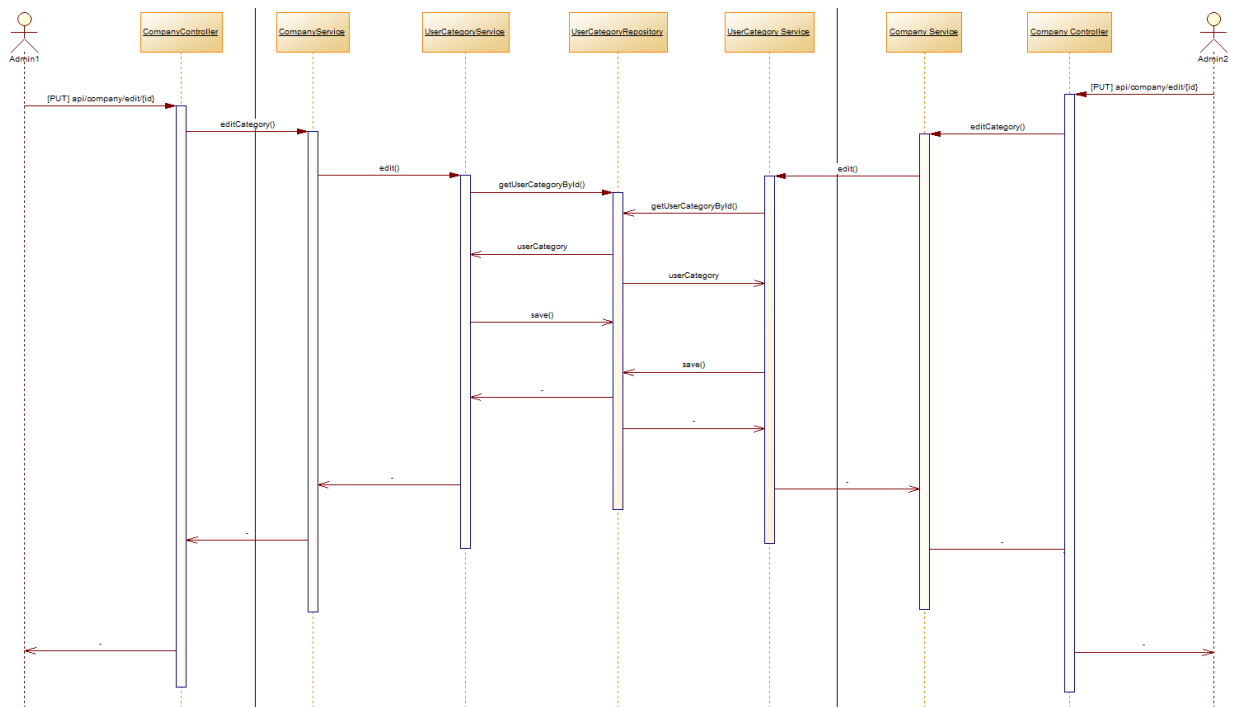 CompanyController
CompanyService
UserCategoryService
UserCategoryRepository
UserCategory Service
Company Service
Company Controller
Admin1
Admin2
[PUT] api/company/edit/{id}
[PUT] api/company/edit/{id}
editCategory()
editCategory()
edit()
edit()
getUserCategoryById()
getUserCategoryById()
userCategory
userCategory
save()
save()
-
-
-
-
-
-
-
-